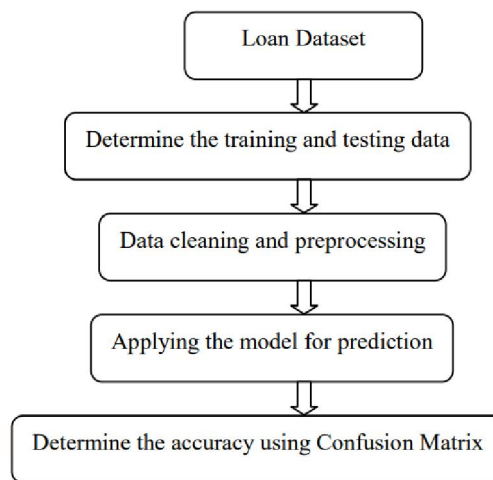 Loan Dataset
Determine the training and testing data
Data cleaning and preprocessing
Applying the model for prediction
Determine the accuracy using Confusion Matrix